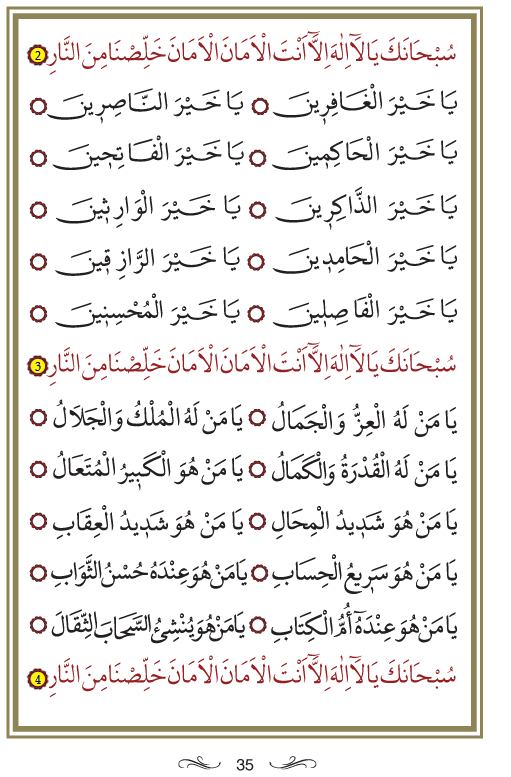 سُبْحَانَكَ يَا لَآ اِلٰهَ اِلَّآ اَنْتَ الْاَمَانَ الْاَمَانَ خَلِّصْنَا مِنَ النَّارِ 2
يَا خَيْرَ الْغَافِرِينَ ۞ يَا خَيْرَ النَّاصِرِينَ ۞
يَا خَيْرَ الْحَاكِمِينَ ۞ يَا خَيْرَ الْفَاتِحِينَ ۞
يَا خَيْرَ الذَّاكِرِينَ ۞ يَا خَيْرَ الْوَارِثِينَ ۞
يَا خَيْرَ الْحَامِدِينَ ۞ يَا خَيْرَ الرَّازِقِينَ ۞
يَا خَيْرَ الْفَاصِلِينَ ۞ يَا خَيْرَ الْمُحْسِنِينَ ۞
سُبْحَانَكَ يَا لَآ اِلٰهَ اِلَّآ اَنْتَ الْاَمَانَ الْاَمَانَ خَلِّصْنَا مِنَ النَّارِ 3
يَا مَنْ لَهُ الْعِزُّ وَالْجَمَالُ ۞ يَا مَنْ لَهُ الْمُلْكُ وَالْجَلَالُ ۞
يَا مَنْ لَهُ الْقُدْرَةُ وَالْكَمَالُ ۞ يَا مَنْ هُوَ الْكَبِيرُ الْمُتَعَالُ ۞
يَا مَنْ هُوَ شَدِيدُ الْمِحَالِ ۞ يَا مَنْ هُوَ شَدِيدُ الْعِقَابِ ۞
يَا مَنْ هُوَ سَرِيعُ الْحِسَابِ ۞ يَا مَنْ هُوَ عِنْدَهُ حُسْنُ الثَّوَابِ ۞
يَا مَنْ هُوَ عِنْدَهُٓ اُمُّ الْكِتَابِ ۞ يَا مَنْ هُوَ يُنْشِئُ السَّحَابَ الثِّقَالَ ۞
سُبْحَانَكَ يَا لَآ اِلٰهَ اِلَّآ اَنْتَ الْاَمَانَ الْاَمَانَ خَلِّصْنَا مِنَ النَّارِ 4
35